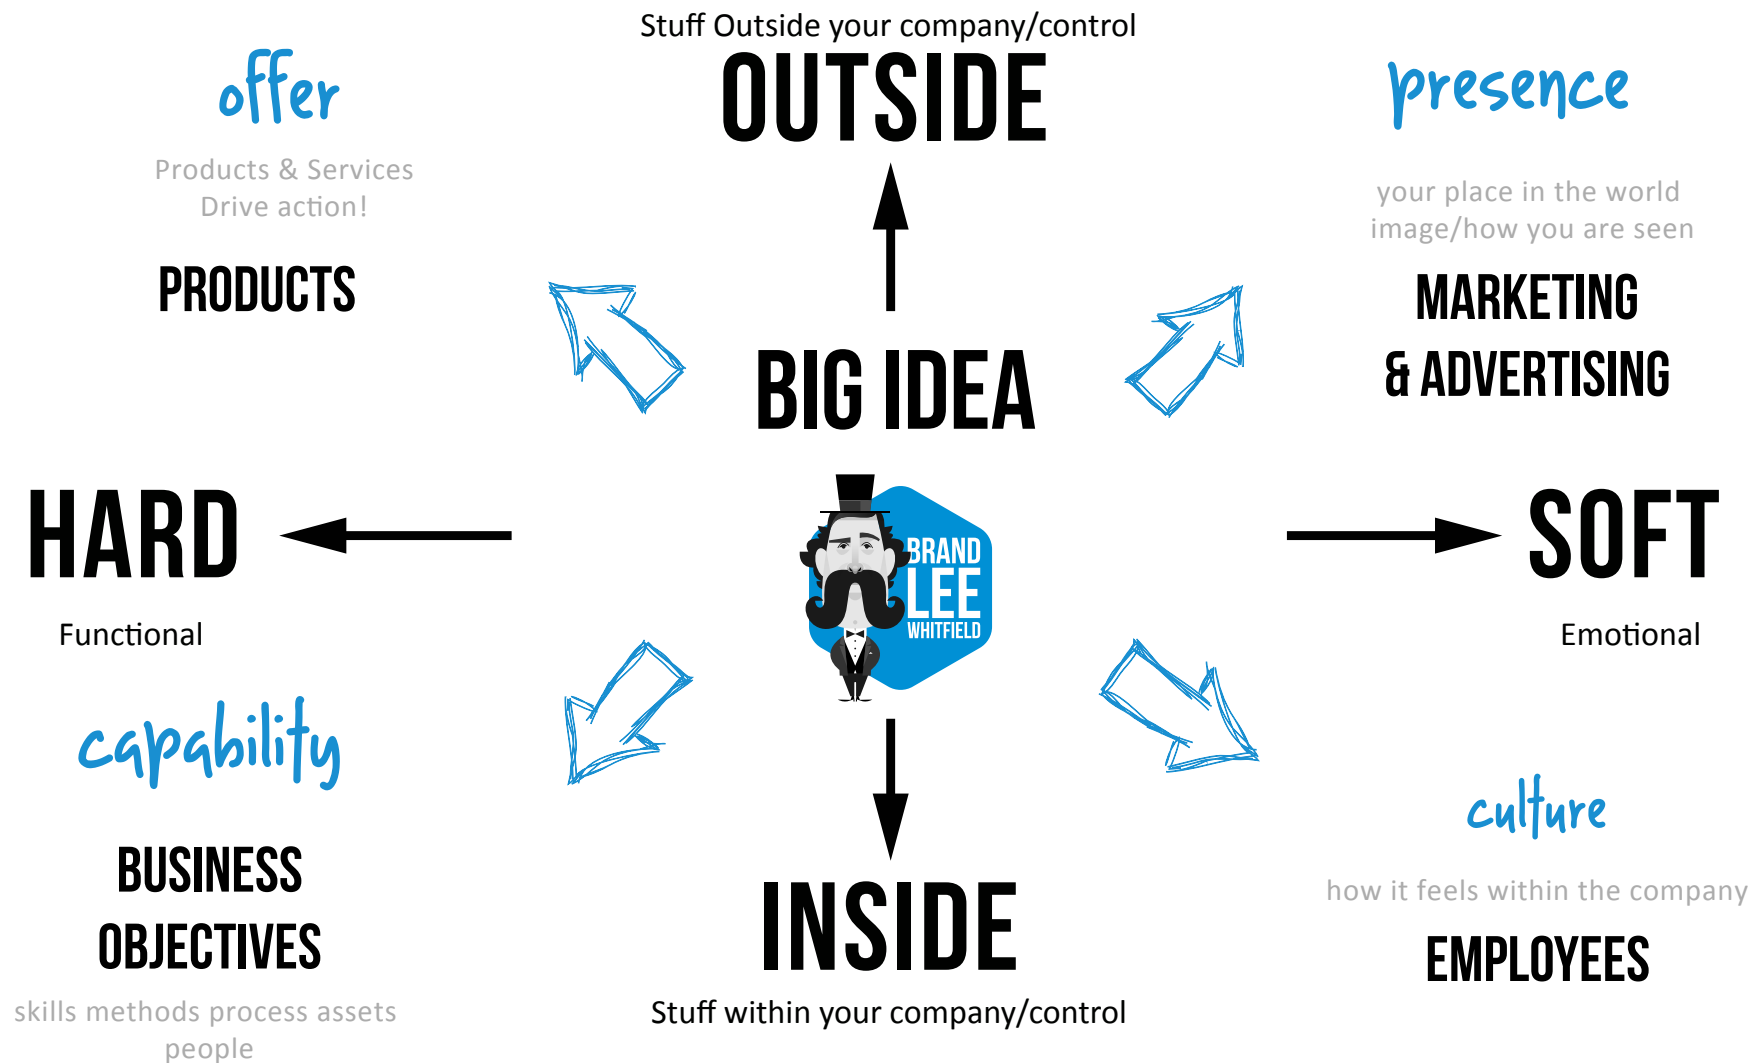 Stuff Outside your company/control
OUTSIDE
offer
Products & Services
Drive action!
PRODUCTS
presence
your place in the world
image/how you are seen
MARKETING
& ADVERTISING
BIG IDEA
HARD
Functional
BRAND
LEE
WHITFIELD
SOFT
Emotional
capability
BUSINESS
OBJECTIVES
skills methods process assets
people
INSIDE
Stuff within your company/control
culture
how it feels within the company
EMPLOYEES